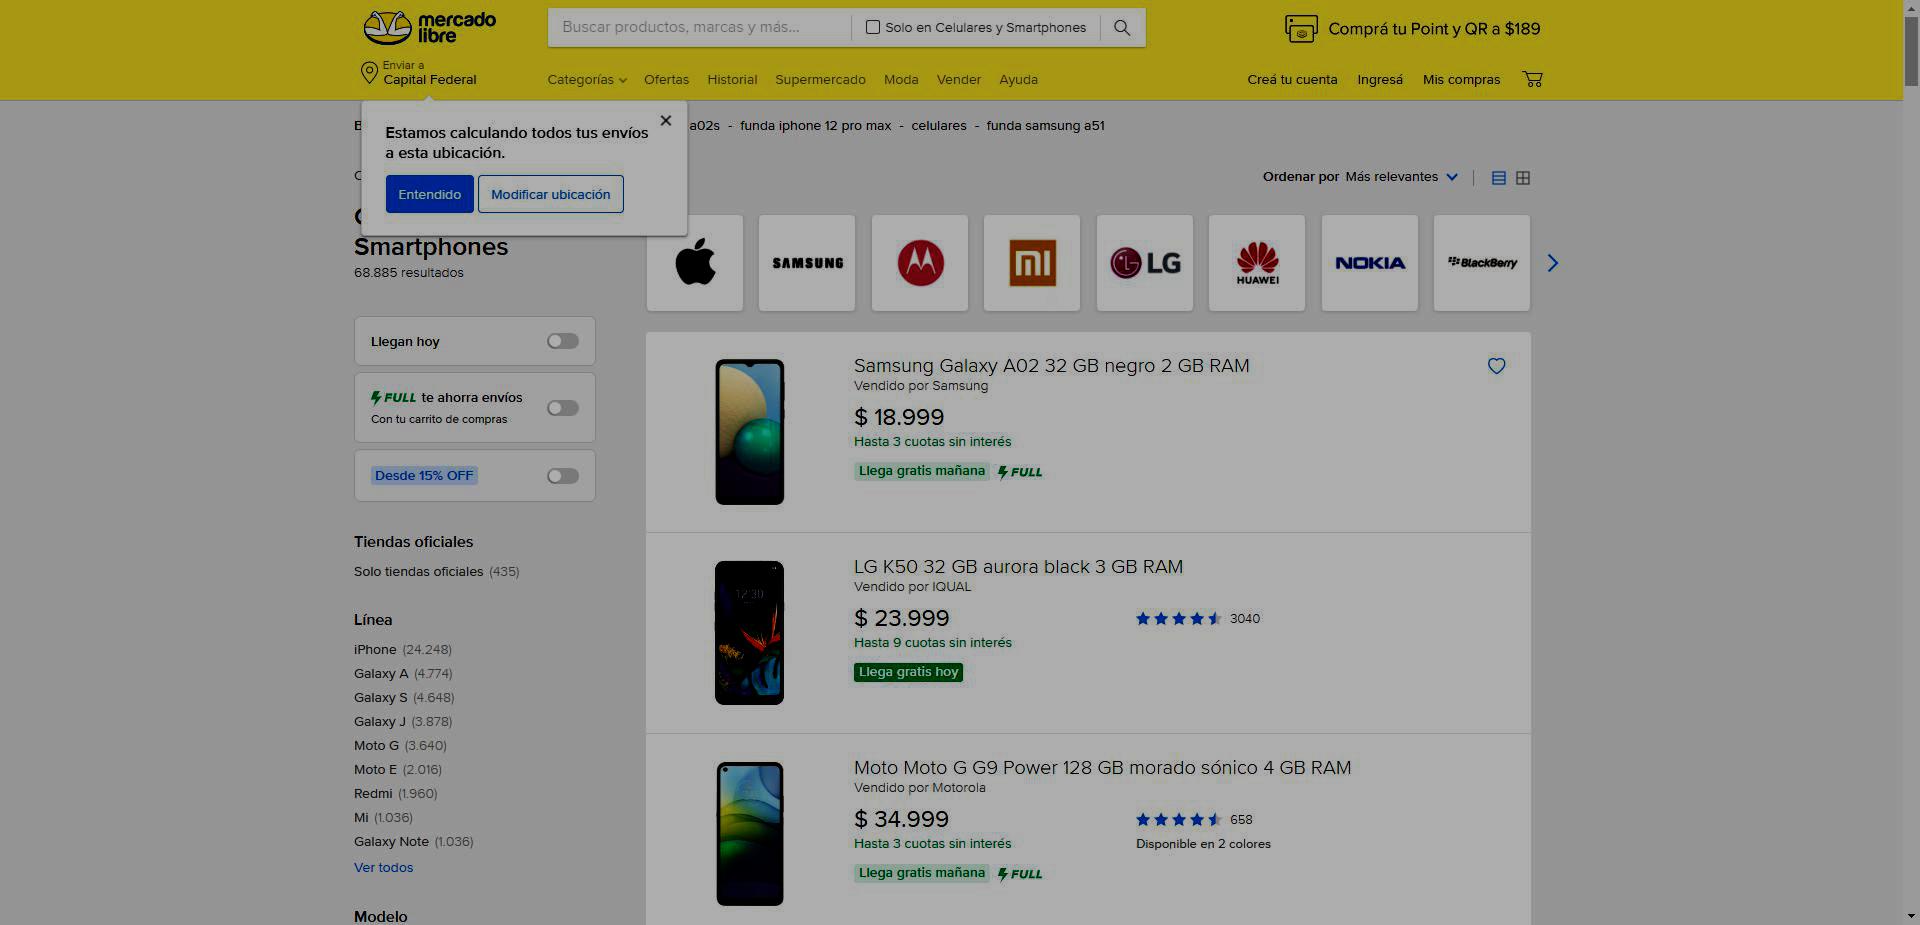 mercado
libre
Buscar productos, marcas y más...
Solo en Celulares y Smartphones
Comprá tu Point y QR a $189
Enviar a
Capital Federal
Categorías
Ofertas
Historial
Supermercado
Moda
Vender
Ayuda
Creá tu cuenta
Ingresá
Mis compras
Estamos calculando todos tus envíos
a esta ubicación.
Entendido
Modificar ubicación
a02s - funda iphone 12 pro max - celulares - funda samsung a51
Ordenar por Más relevantes
Smartphones
68.885 resultados
SAMSUNG
mi
LG
HUAWEI
NOKIA
BlackBerry
Llegan hoy
FULL te ahorra envíos
Con tu carrito de compras
Desde 15% OFF
Tiendas oficiales
Solo tiendas oficiales (435)
Línea
iPhone (24.248)
Galaxy A (4.774)
Galaxy S (4.648)
Galaxy J (3.878)
Moto G (3.640)
Moto E (2.016)
Redmi (1.960)
Mi (1.036)
Galaxy Note (1.036)
Ver todos
Modelo
Samsung Galaxy A02 32 GB negro 2 GB RAM
Vendido por Samsung
$ 18.999
Hasta 3 cuotas sin interés
Llega gratis mañana FULL
LG K50 32 GB aurora black 3 GB RAM
Vendido por IQUAL
$ 23.999
3040
Hasta 9 cuotas sin interés
Llega gratis hoy
12:30
Moto Moto G G9 Power 128 GB morado sónico 4 GB RAM
Vendido por Motorola
$ 34.999
658
Hasta 3 cuotas sin interés
Disponible en 2 colores
Llega gratis mañana FULL